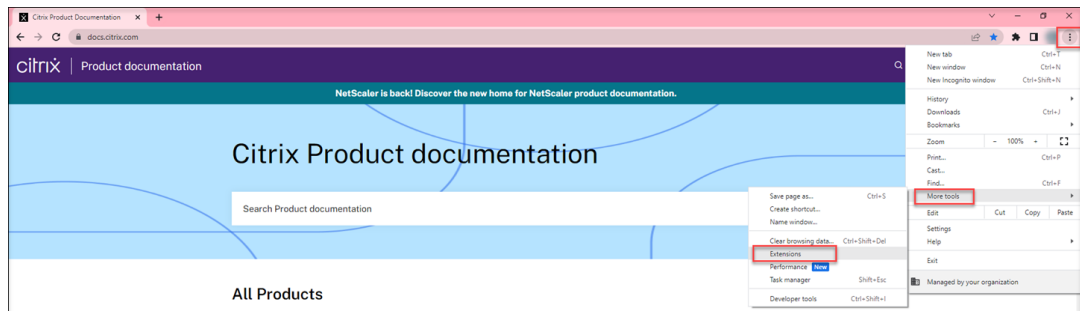 Citrix Product Documentation
docs.citrix.com
citrix | Product documentation
NetScaler is back! Discover the new home for NetScaler product documentation.
Citrix Product documentation
Search Product documentation
All Products
New tab Ctrl+T
New window Ctrl+N
New Incognito window Ctrl+Shift+N
History
Downloads Ctrl+J
Bookmarks
Zoom - 100% +
Print... Ctrl+P
Cast...
Find... Ctrl+F
More tools
Edit Cut Copy Paste
Settings
Help
Exit
Managed by your organization
Save page as... Ctrl+S
Create shortcut...
Name window...
Clear browsing data... Ctrl+Shift+Del
Extensions
Performance New
Task manager Shift+Esc
Developer tools Ctrl+Shift+I